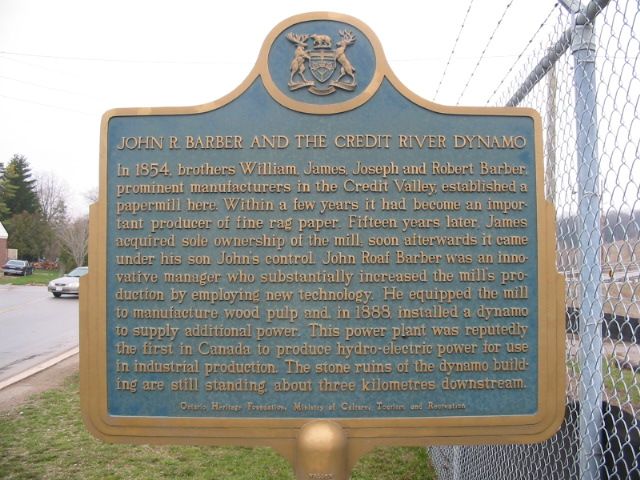 JOHN R. BARBER AND THE CREDIT RIVER DYNAMO
In 1854, brothers William, James, Joseph and Robert Barber,
prominent manufacturers in the Credit Valley, established a
papermill here. Within a few years it had become an impor-
tant producer of fine rag paper. Fifteen years later, James
acquired sole ownership of the mill; soon afterwards it came
under his son John's control. John Roaf Barber was an inno-
vative manager who substantially increased the mill's pro-
duction by employing new technology. He equipped the mill
to manufacture wood pulp and, in 1888, installed a dynamo
to supply additional power. This power plant was reputedly
the first in Canada to produce hydro-electric power for use
in industrial production. The stone ruins of the dynamo build-
ing are still standing, about three kilometres downstream.
Ontario Heritage Foundation, Ministry of Culture, Tourism and Recreation